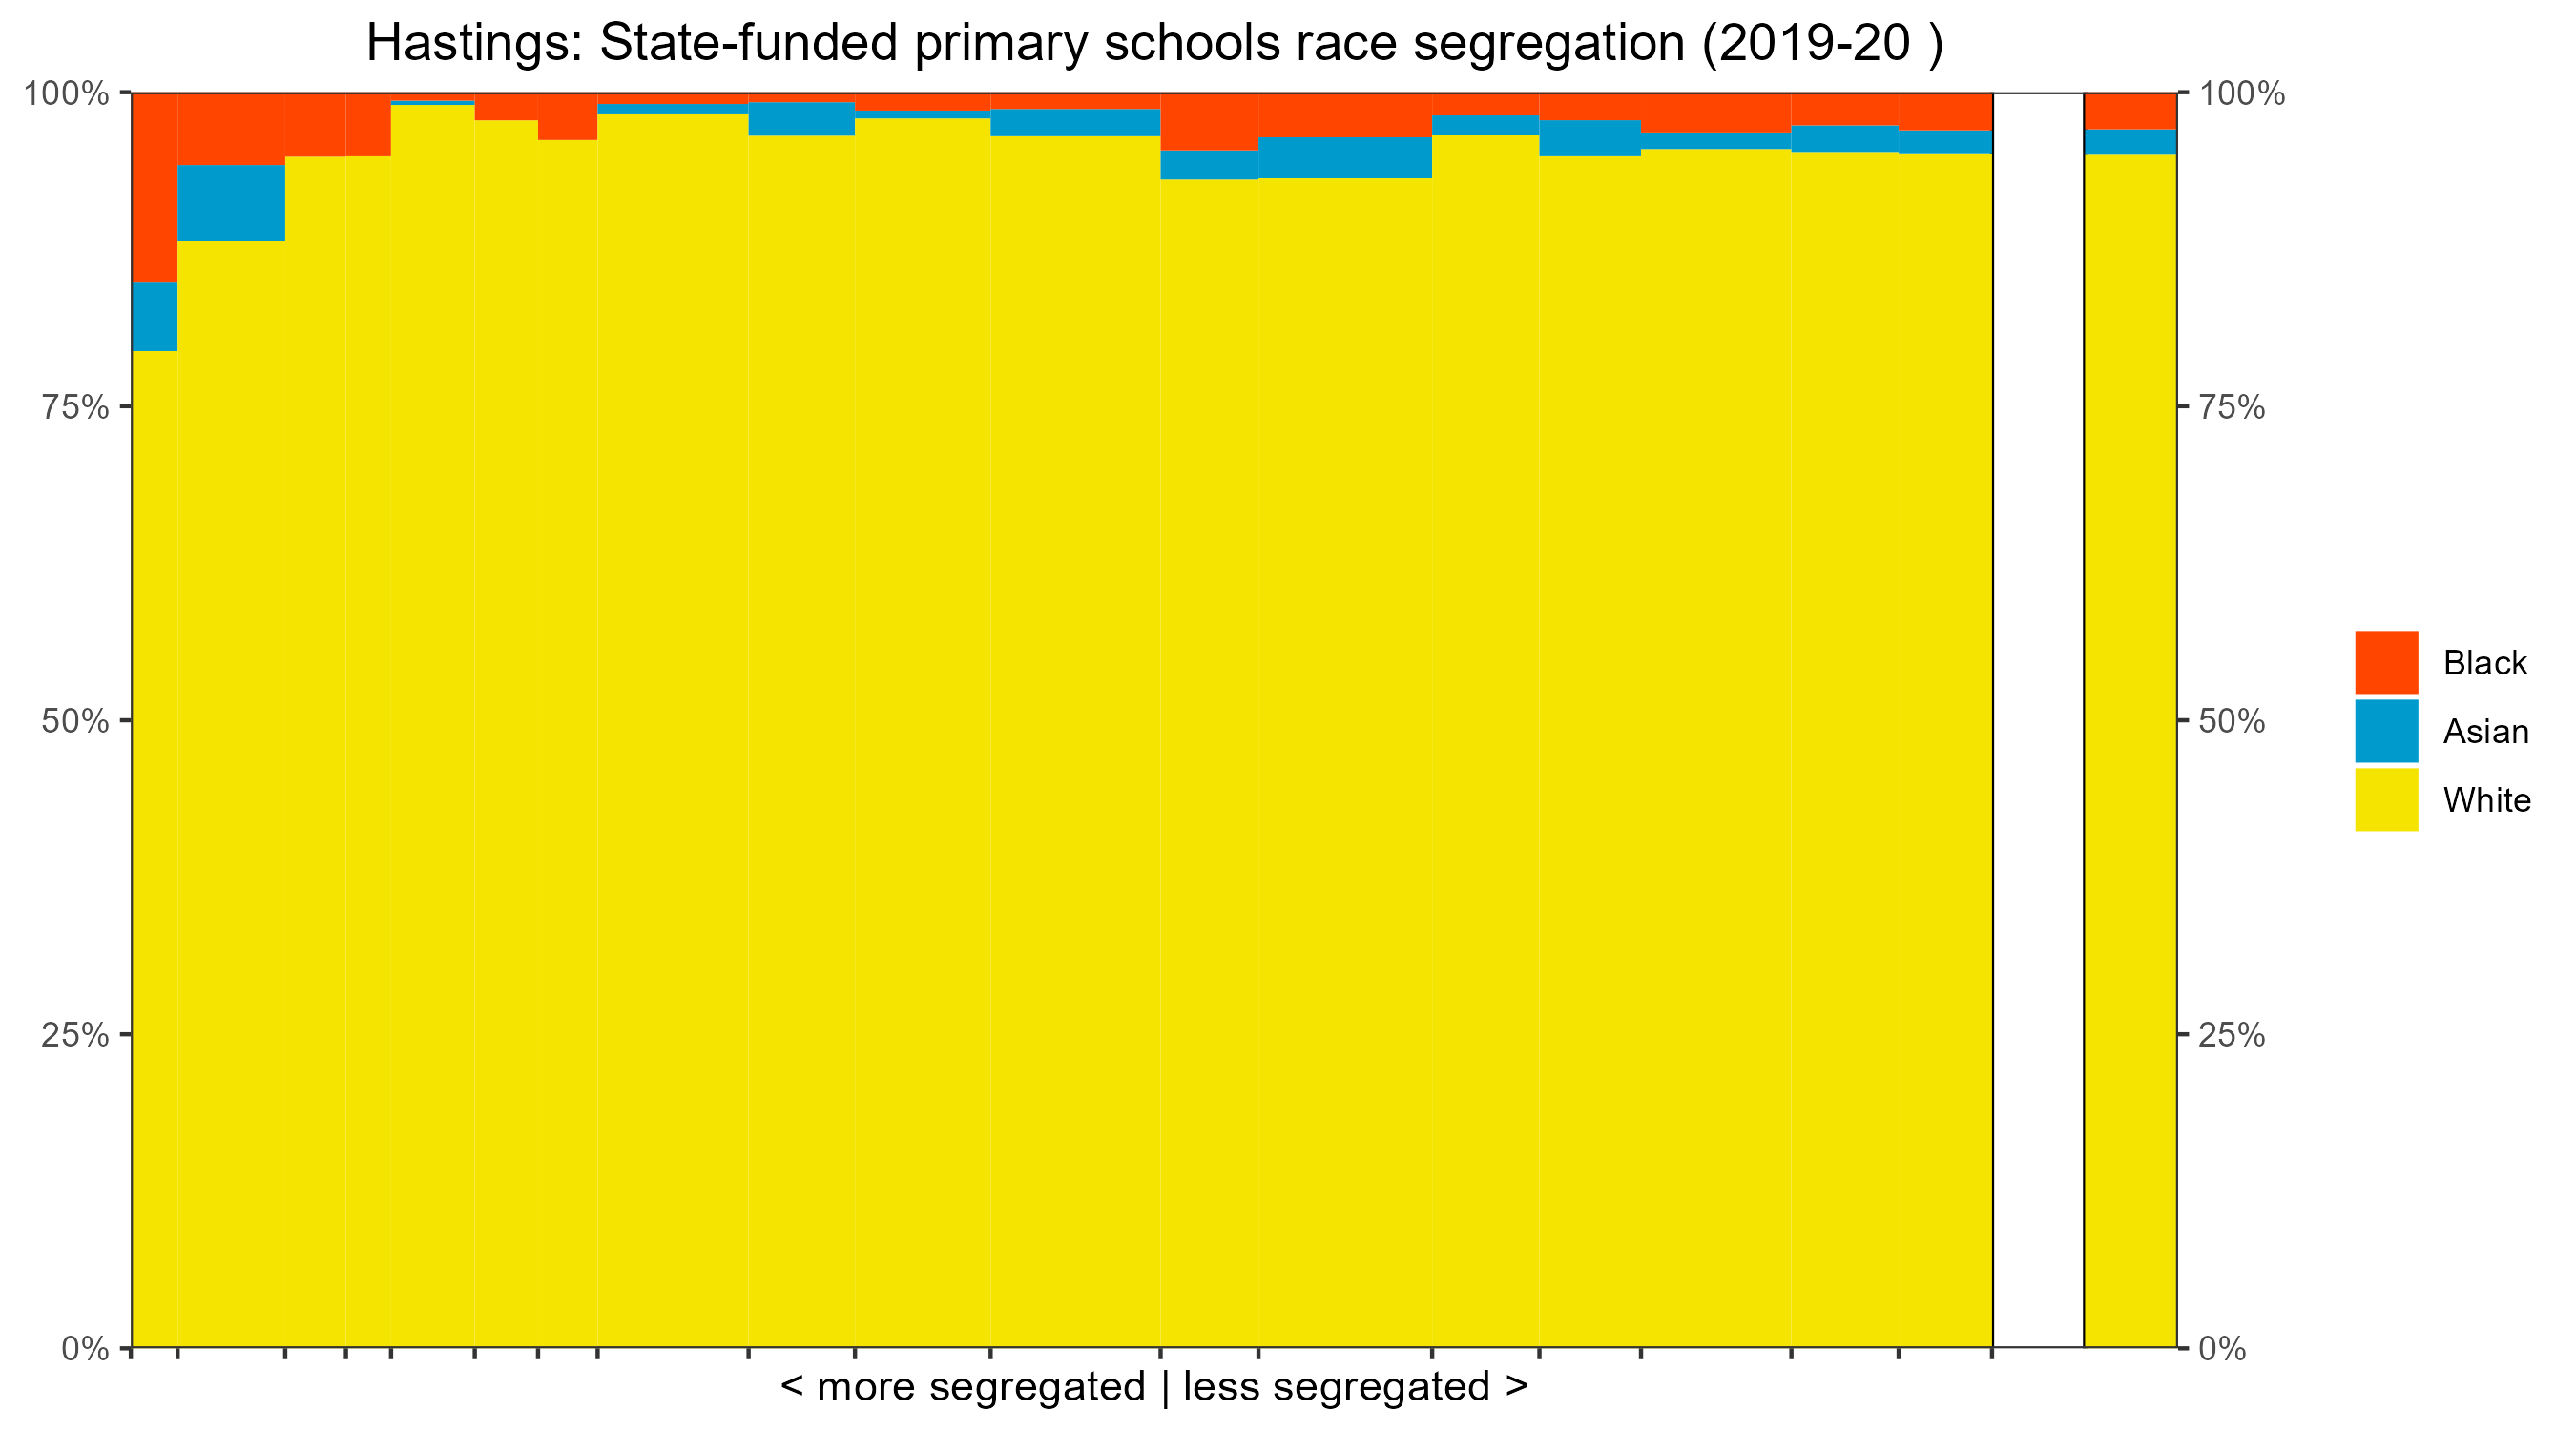 Hastings: State-funded primary schools race segregation (2019-20 )
100%
75%
50%
25%
0%
100%
75%
50%
25%
0%
Black
Asian
White
< more segregated | less segregated >